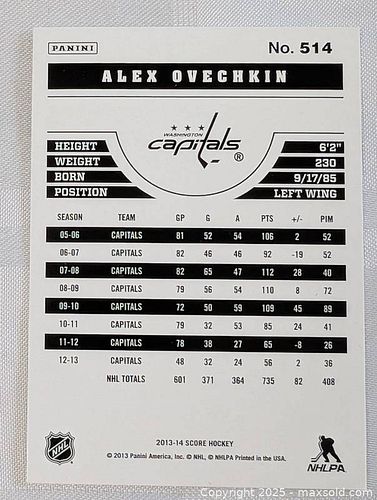 PANINI
No. 514
ALEX OVECHKIN
WASHINGTON
capitals ®
HEIGHT 6'2"
WEIGHT 230
BORN 9/17/85
POSITION LEFT WING
SEASON TEAM GP G A PTS +/- PIM
05-06 CAPITALS 81 52 54 106 2 52
06-07 CAPITALS 82 46 46 92 -19 52
07-08 CAPITALS 82 65 47 112 28 40
08-09 CAPITALS 79 56 54 110 8 72
09-10 CAPITALS 72 50 59 109 45 89
10-11 CAPITALS 79 32 53 85 24 41
11-12 CAPITALS 78 38 27 65 -8 26
12-13 CAPITALS 48 32 24 56 2 36
NHL TOTALS 601 371 364 735 82 408
NHL
2013-14 SCORE HOCKEY
© 2013 Panini America, Inc. © NHL, © NHLPA Printed in the USA.
NHLPA
Copyright 2025 - maxsold.com